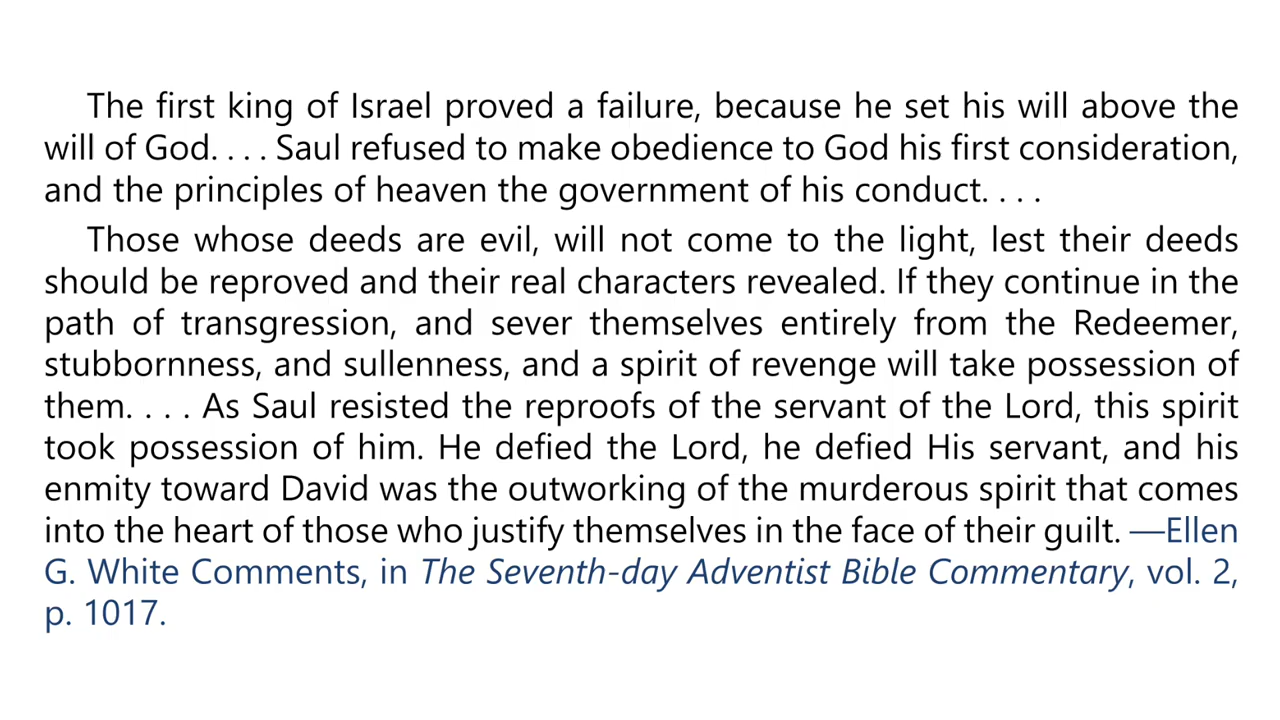 The first king of Israel proved a failure, because he set his will above the
will of God. . . . Saul refused to make obedience to God his first consideration,
and the principles of heaven the government of his conduct. . . .
Those whose deeds are evil, will not come to the light, lest their deeds
should be reproved and their real characters revealed. If they continue in the
path of transgression, and sever themselves entirely from the Redeemer,
stubbornness, and sullenness, and a spirit of revenge will take possession of
them. . . . As Saul resisted the reproofs of the servant of the Lord, this spirit
took possession of him. He defied the Lord, he defied His servant, and his
enmity toward David was the outworking of the murderous spirit that comes
into the heart of those who justify themselves in the face of their guilt. —Ellen
G. White Comments, in The Seventh-day Adventist Bible Commentary, vol. 2,
p. 1017.